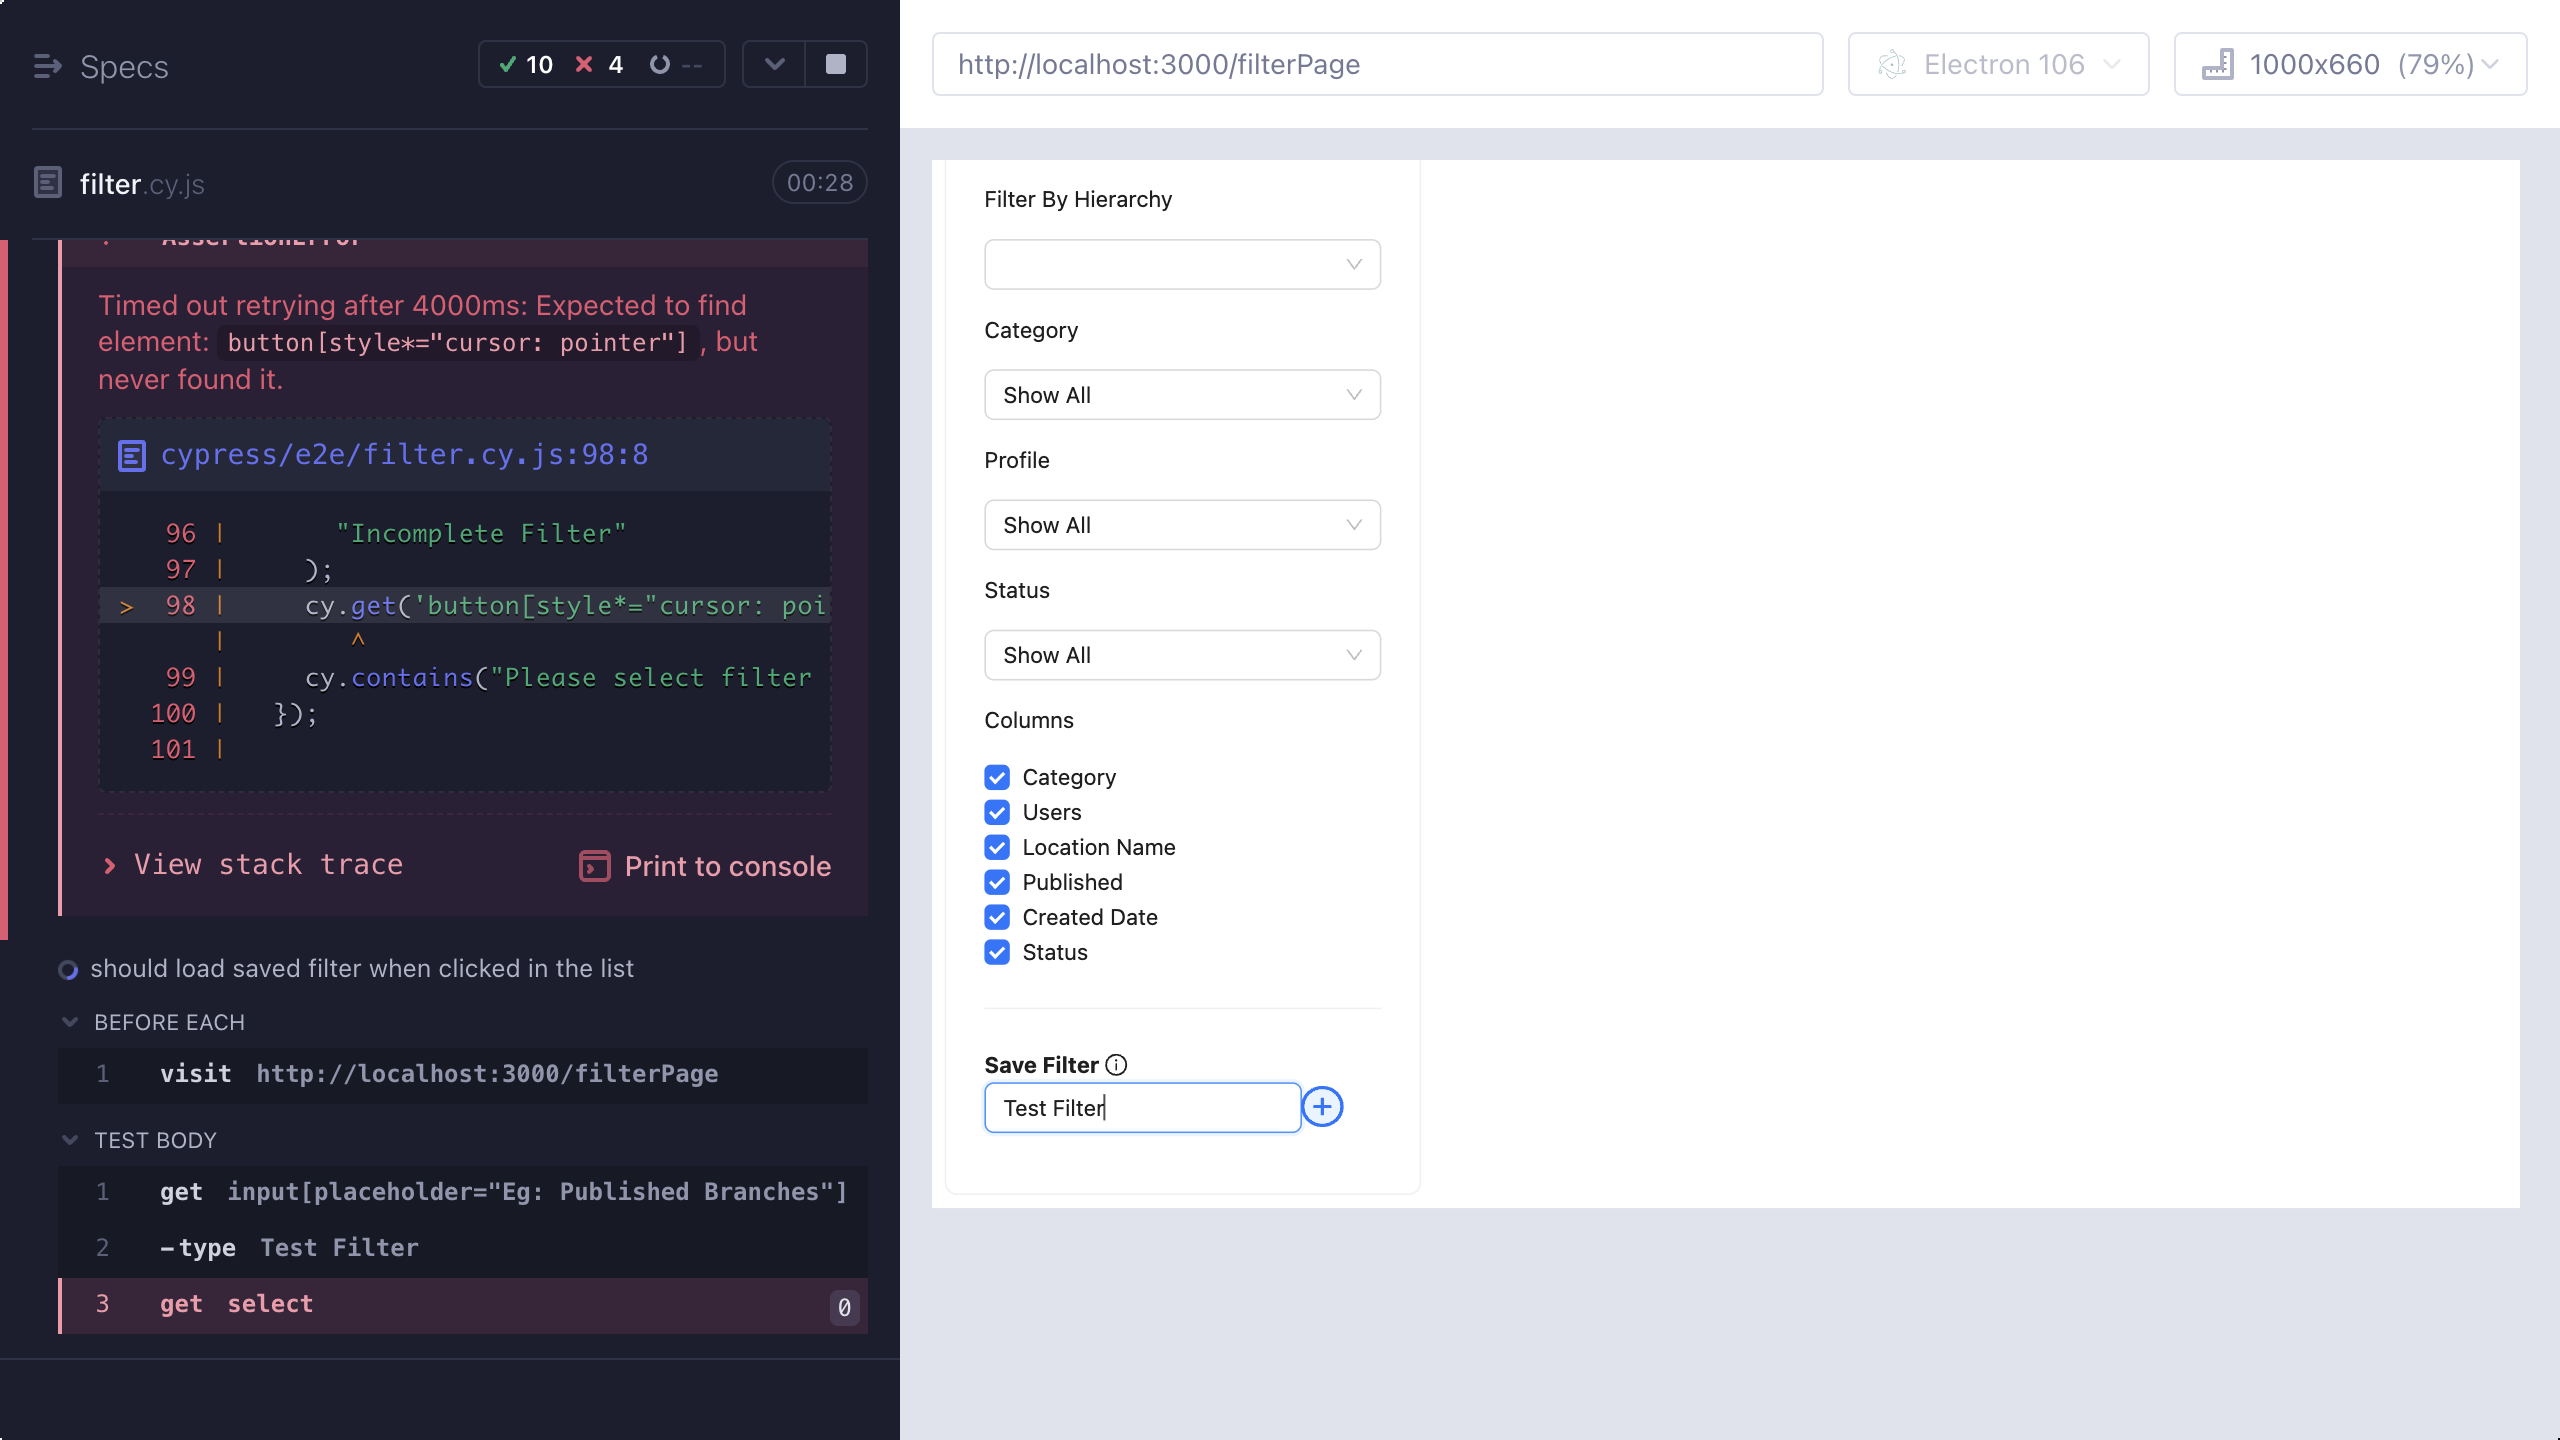 Specs
10 4 --
filter.cy.js
00:28
AssertionError
Timed out retrying after 4000ms: Expected to find
element: button[style*="cursor: pointer"] , but
never found it.
cypress/e2e/filter.cy.js:98:8
96 | "Incomplete Filter"
97 | );
> 98 | cy.get('button[style*="cursor: poi
| ^
99 | cy.contains("Please select filter
100 | });
101 |
View stack trace
Print to console
should load saved filter when clicked in the list
BEFORE EACH
1 visit http://localhost:3000/filterPage
TEST BODY
1 get input[placeholder="Eg: Published Branches"]
2 -type Test Filter
3 get select 0
http://localhost:3000/filterPage
Electron 106
1000x660 (79%)
Filter By Hierarchy
Category
Show All
Profile
Show All
Status
Show All
Columns
Category
Users
Location Name
Published
Created Date
Status
Save Filter
Test Filter